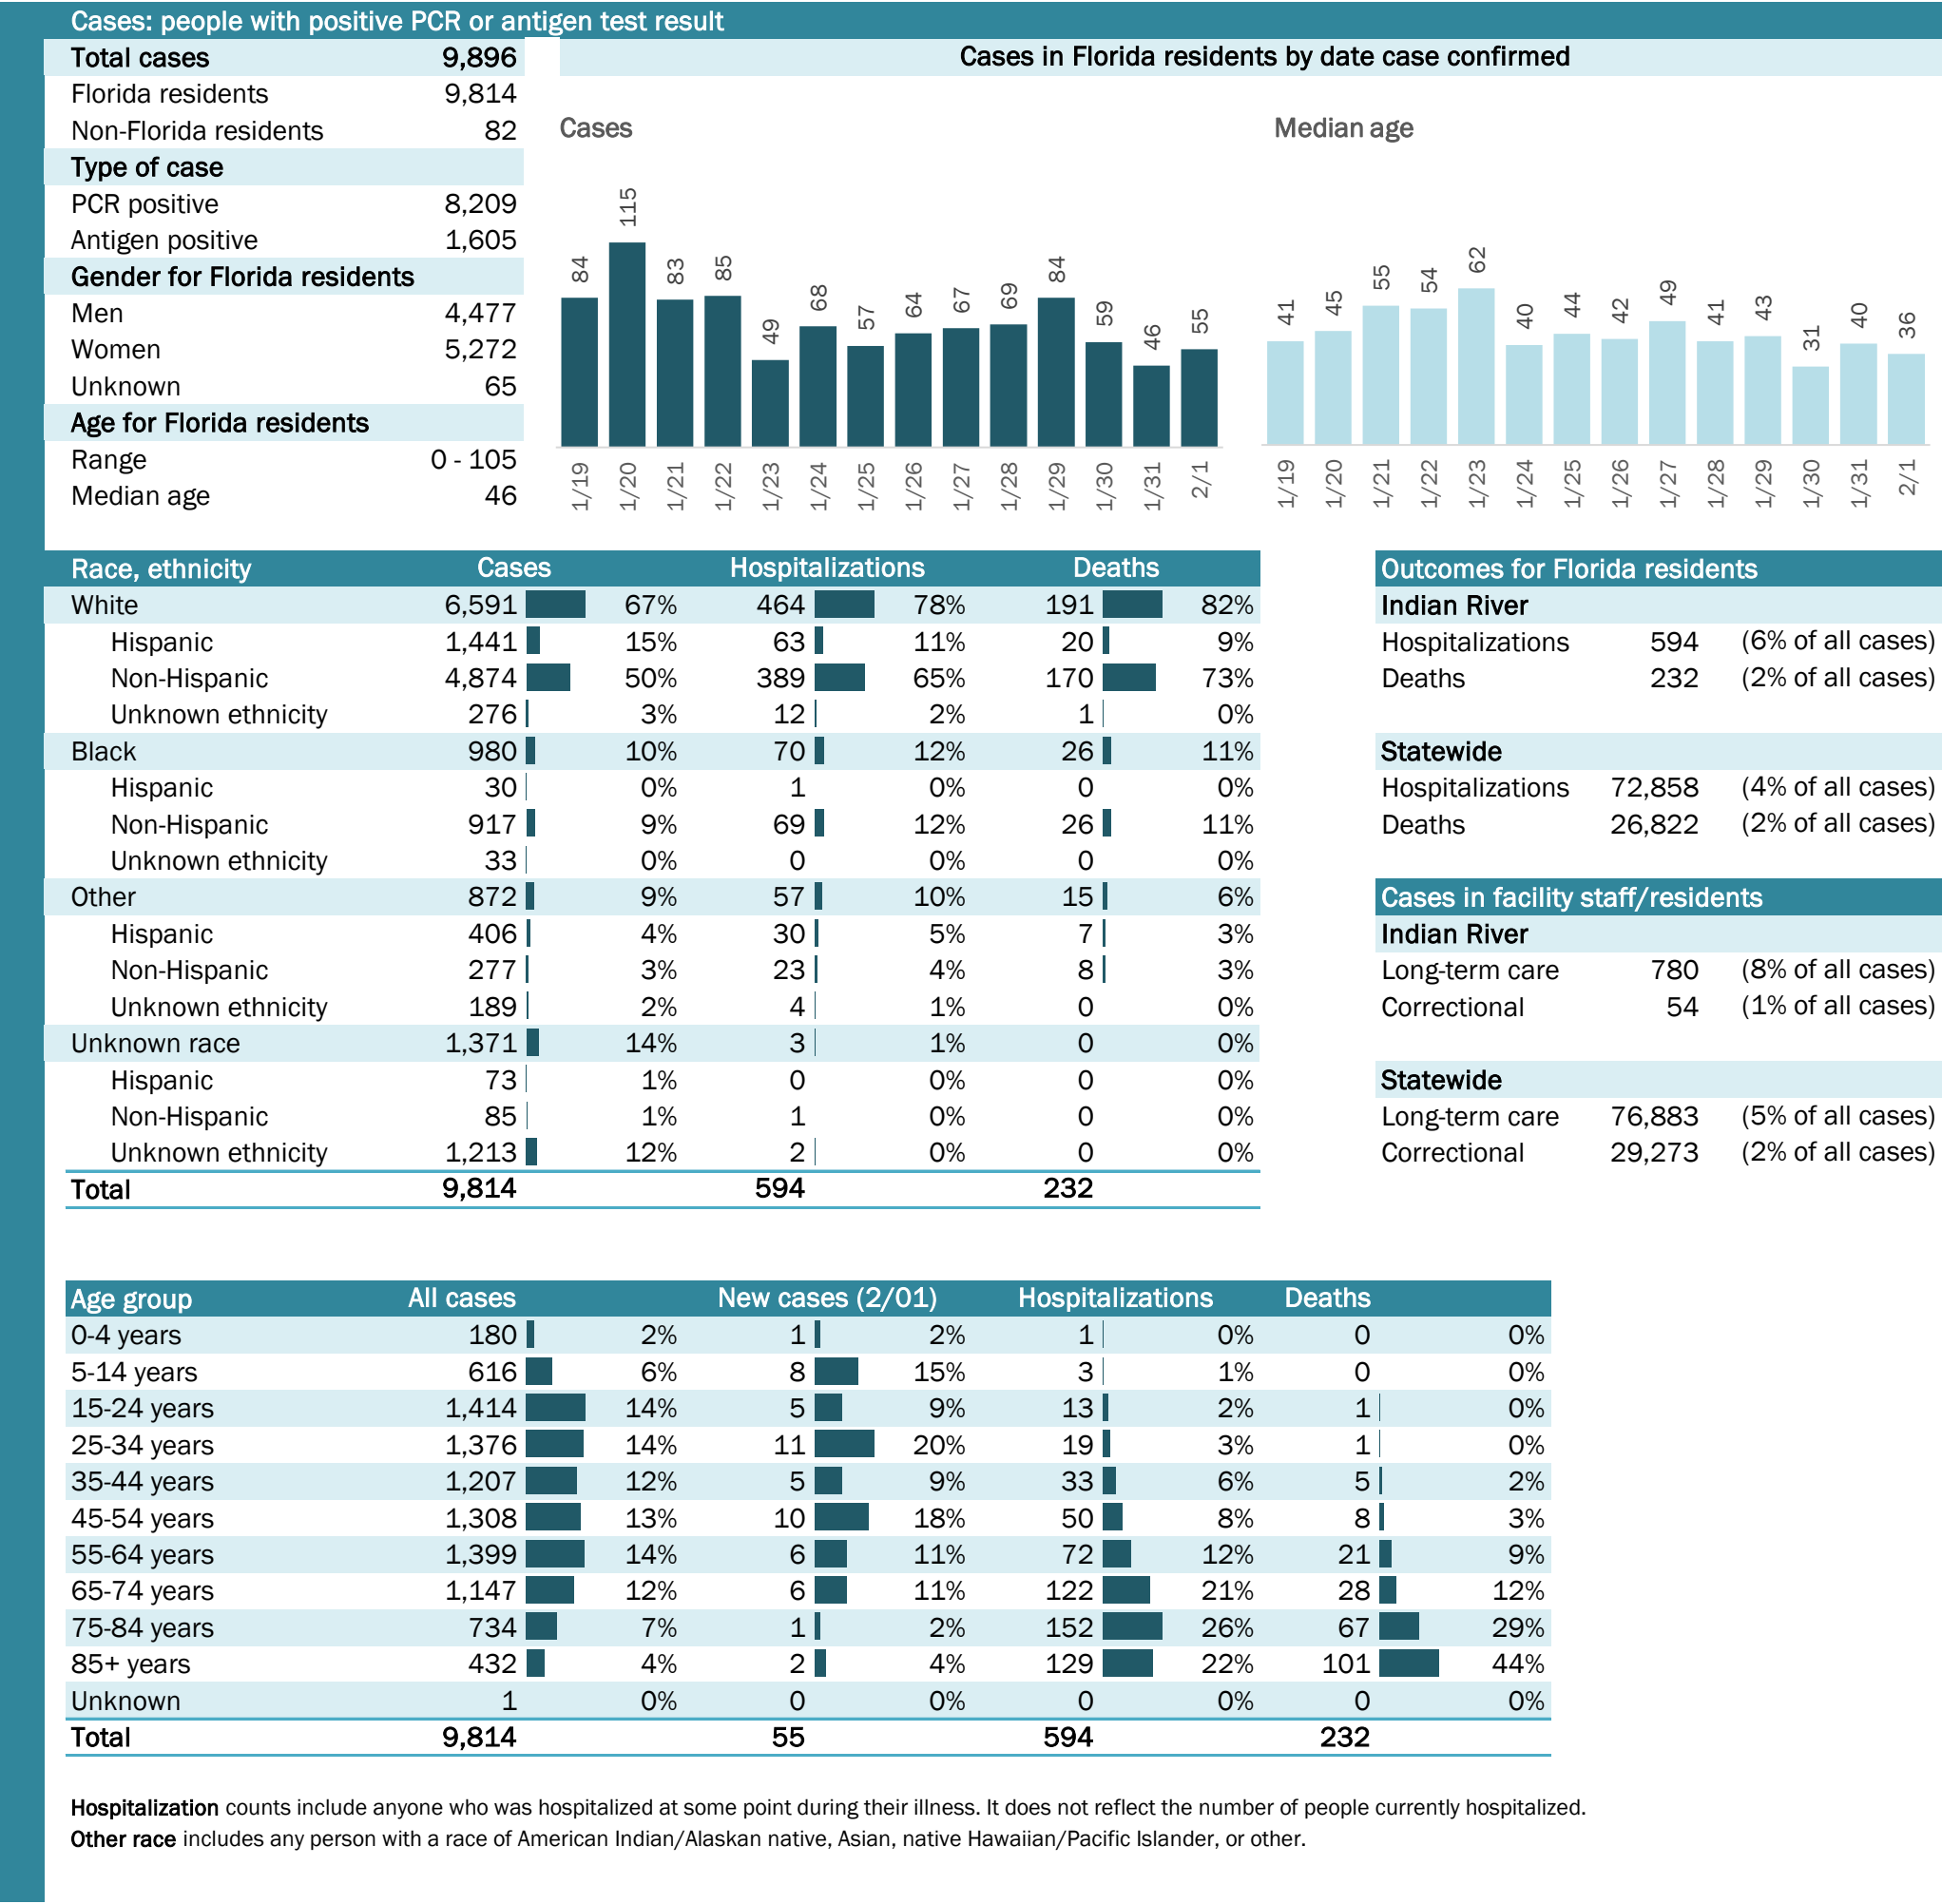 Cases: people with positive PCR or antigen test result
Total cases 9,896
Florida residents 9,814
Non-Florida residents 82
Type of case
PCR positive 8,209
Antigen positive 1,605
Gender for Florida residents
Men 4,477
Women 5,272
Unknown 65
Age for Florida residents
Range 0 - 105
Median age 46
Cases in Florida residents by date case confirmed
Cases
84 115 83 85 49 68 57 64 67 69 84 59 46 55
1/19 1/20 1/21 1/22 1/23 1/24 1/25 1/26 1/27 1/28 1/29 1/30 1/31 2/1
Median age
41 45 55 54 62 40 44 42 49 41 43 31 40 36
1/19 1/20 1/21 1/22 1/23 1/24 1/25 1/26 1/27 1/28 1/29 1/30 1/31 2/1
Race, ethnicity Cases Hospitalizations Deaths
White 6,591 67% 464 78% 191 82%
Hispanic 1,441 15% 63 11% 20 9%
Non-Hispanic 4,874 50% 389 65% 170 73%
Unknown ethnicity 276 3% 12 2% 1 0%
Black 980 10% 70 12% 26 11%
Hispanic 30 0% 1 0% 0 0%
Non-Hispanic 917 9% 69 12% 26 11%
Unknown ethnicity 33 0% 0 0% 0 0%
Other 872 9% 57 10% 15 6%
Hispanic 406 4% 30 5% 7 3%
Non-Hispanic 277 3% 23 4% 8 3%
Unknown ethnicity 189 2% 4 1% 0 0%
Unknown race 1,371 14% 3 1% 0 0%
Hispanic 73 1% 0 0% 0 0%
Non-Hispanic 85 1% 1 0% 0 0%
Unknown ethnicity 1,213 12% 2 0% 0 0%
Total 9,814 594 232
Outcomes for Florida residents
Indian River
Hospitalizations 594 (6% of all cases)
Deaths 232 (2% of all cases)
Statewide
Hospitalizations 72,858 (4% of all cases)
Deaths 26,822 (2% of all cases)
Cases in facility staff/residents
Indian River
Long-term care 780 (8% of all cases)
Correctional 54 (1% of all cases)
Statewide
Long-term care 76,883 (5% of all cases)
Correctional 29,273 (2% of all cases)
Age group All cases New cases (2/01) Hospitalizations Deaths
0-4 years 180 2% 1 2% 1 0% 0 0%
5-14 years 616 6% 8 15% 3 1% 0 0%
15-24 years 1,414 14% 5 9% 13 2% 1 0%
25-34 years 1,376 14% 11 20% 19 3% 1 0%
35-44 years 1,207 12% 5 9% 33 6% 5 2%
45-54 years 1,308 13% 10 18% 50 8% 8 3%
55-64 years 1,399 14% 6 11% 72 12% 21 9%
65-74 years 1,147 12% 6 11% 122 21% 28 12%
75-84 years 734 7% 1 2% 152 26% 67 29%
85+ years 432 4% 2 4% 129 22% 101 44%
Unknown 1 0% 0 0% 0 0% 0 0%
Total 9,814 55 594 232
Hospitalization counts include anyone who was hospitalized at some point during their illness. It does not reflect the number of people currently hospitalized.
Other race includes any person with a race of American Indian/Alaskan native, Asian, native Hawaiian/Pacific Islander, or other.